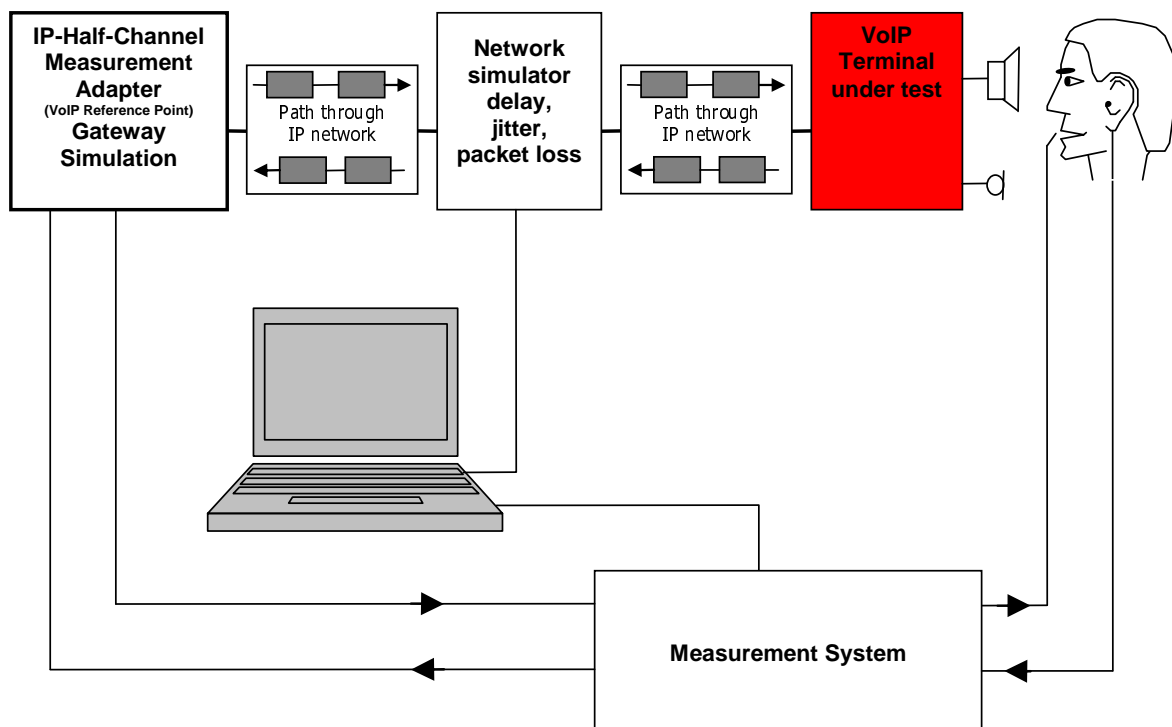 IP-Half-Channel
Measurement
Adapter
(VoIP Reference Point)
Gateway
Simulation
Path through
IP network
Network
simulator
delay,
jitter,
packet loss
Path through
IP network
VoIP
Terminal
under test
Measurement System